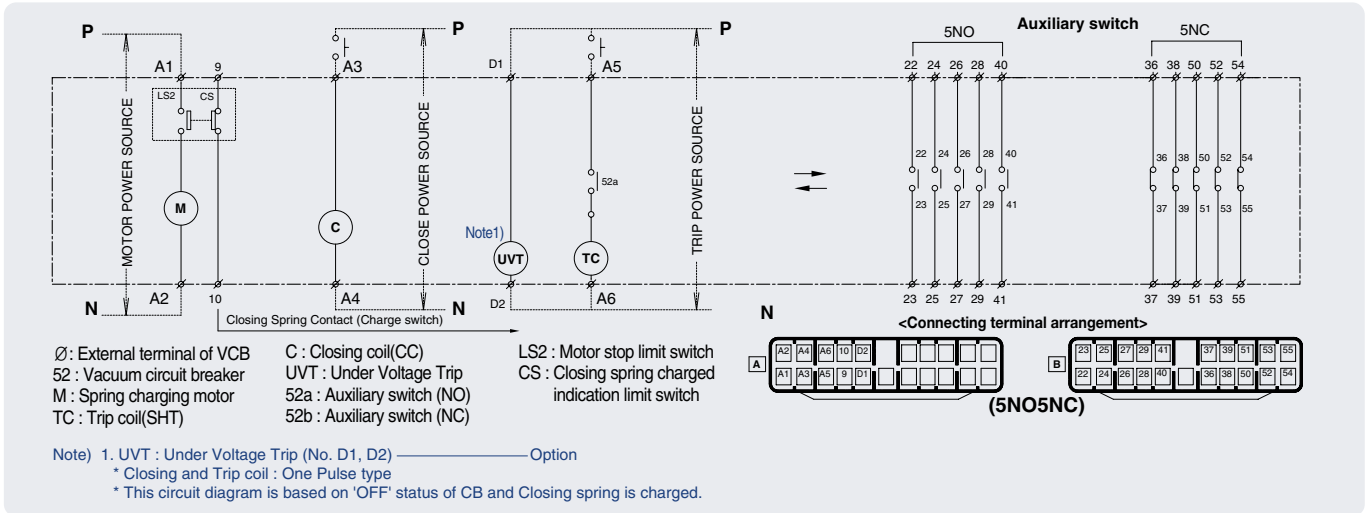 Auxiliary switch
P
P
P
5NO
5NC
A1
9
A3
D1
A5
22 24 26 28 40
36 38 50 52 54
LS2
CS
MOTOR POWER SOURCE
CLOSE POWER SOURCE
TRIP POWER SOURCE
22 24 26 28 40
36 38 50 52 54
52a
M
C
23 25 27 29 41
37 39 51 53 55
Note1)
UVT
TC
N
A2
10
A4
N
D2
A6
23 25 27 29 41
37 39 51 53 55
Closing Spring Contact (Charge switch)
N
<Connecting terminal arrangement>
A
A2 A4 A6 10 D2
A1 A3 A5 9 D1
B
23 25 27 29 41 37 39 51 53 55
22 24 26 28 40 36 38 50 52 54
(5NO5NC)
Ø : External terminal of VCB
52 : Vacuum circuit breaker
M : Spring charging motor
TC : Trip coil(SHT)
C : Closing coil(CC)
UVT : Under Voltage Trip
52a : Auxiliary switch (NO)
52b : Auxiliary switch (NC)
LS2 : Motor stop limit switch
CS : Closing spring charged
indication limit switch
Note) 1. UVT : Under Voltage Trip (No. D1, D2) Option
* Closing and Trip coil : One Pulse type
* This circuit diagram is based on 'OFF' status of CB and Closing spring is charged.